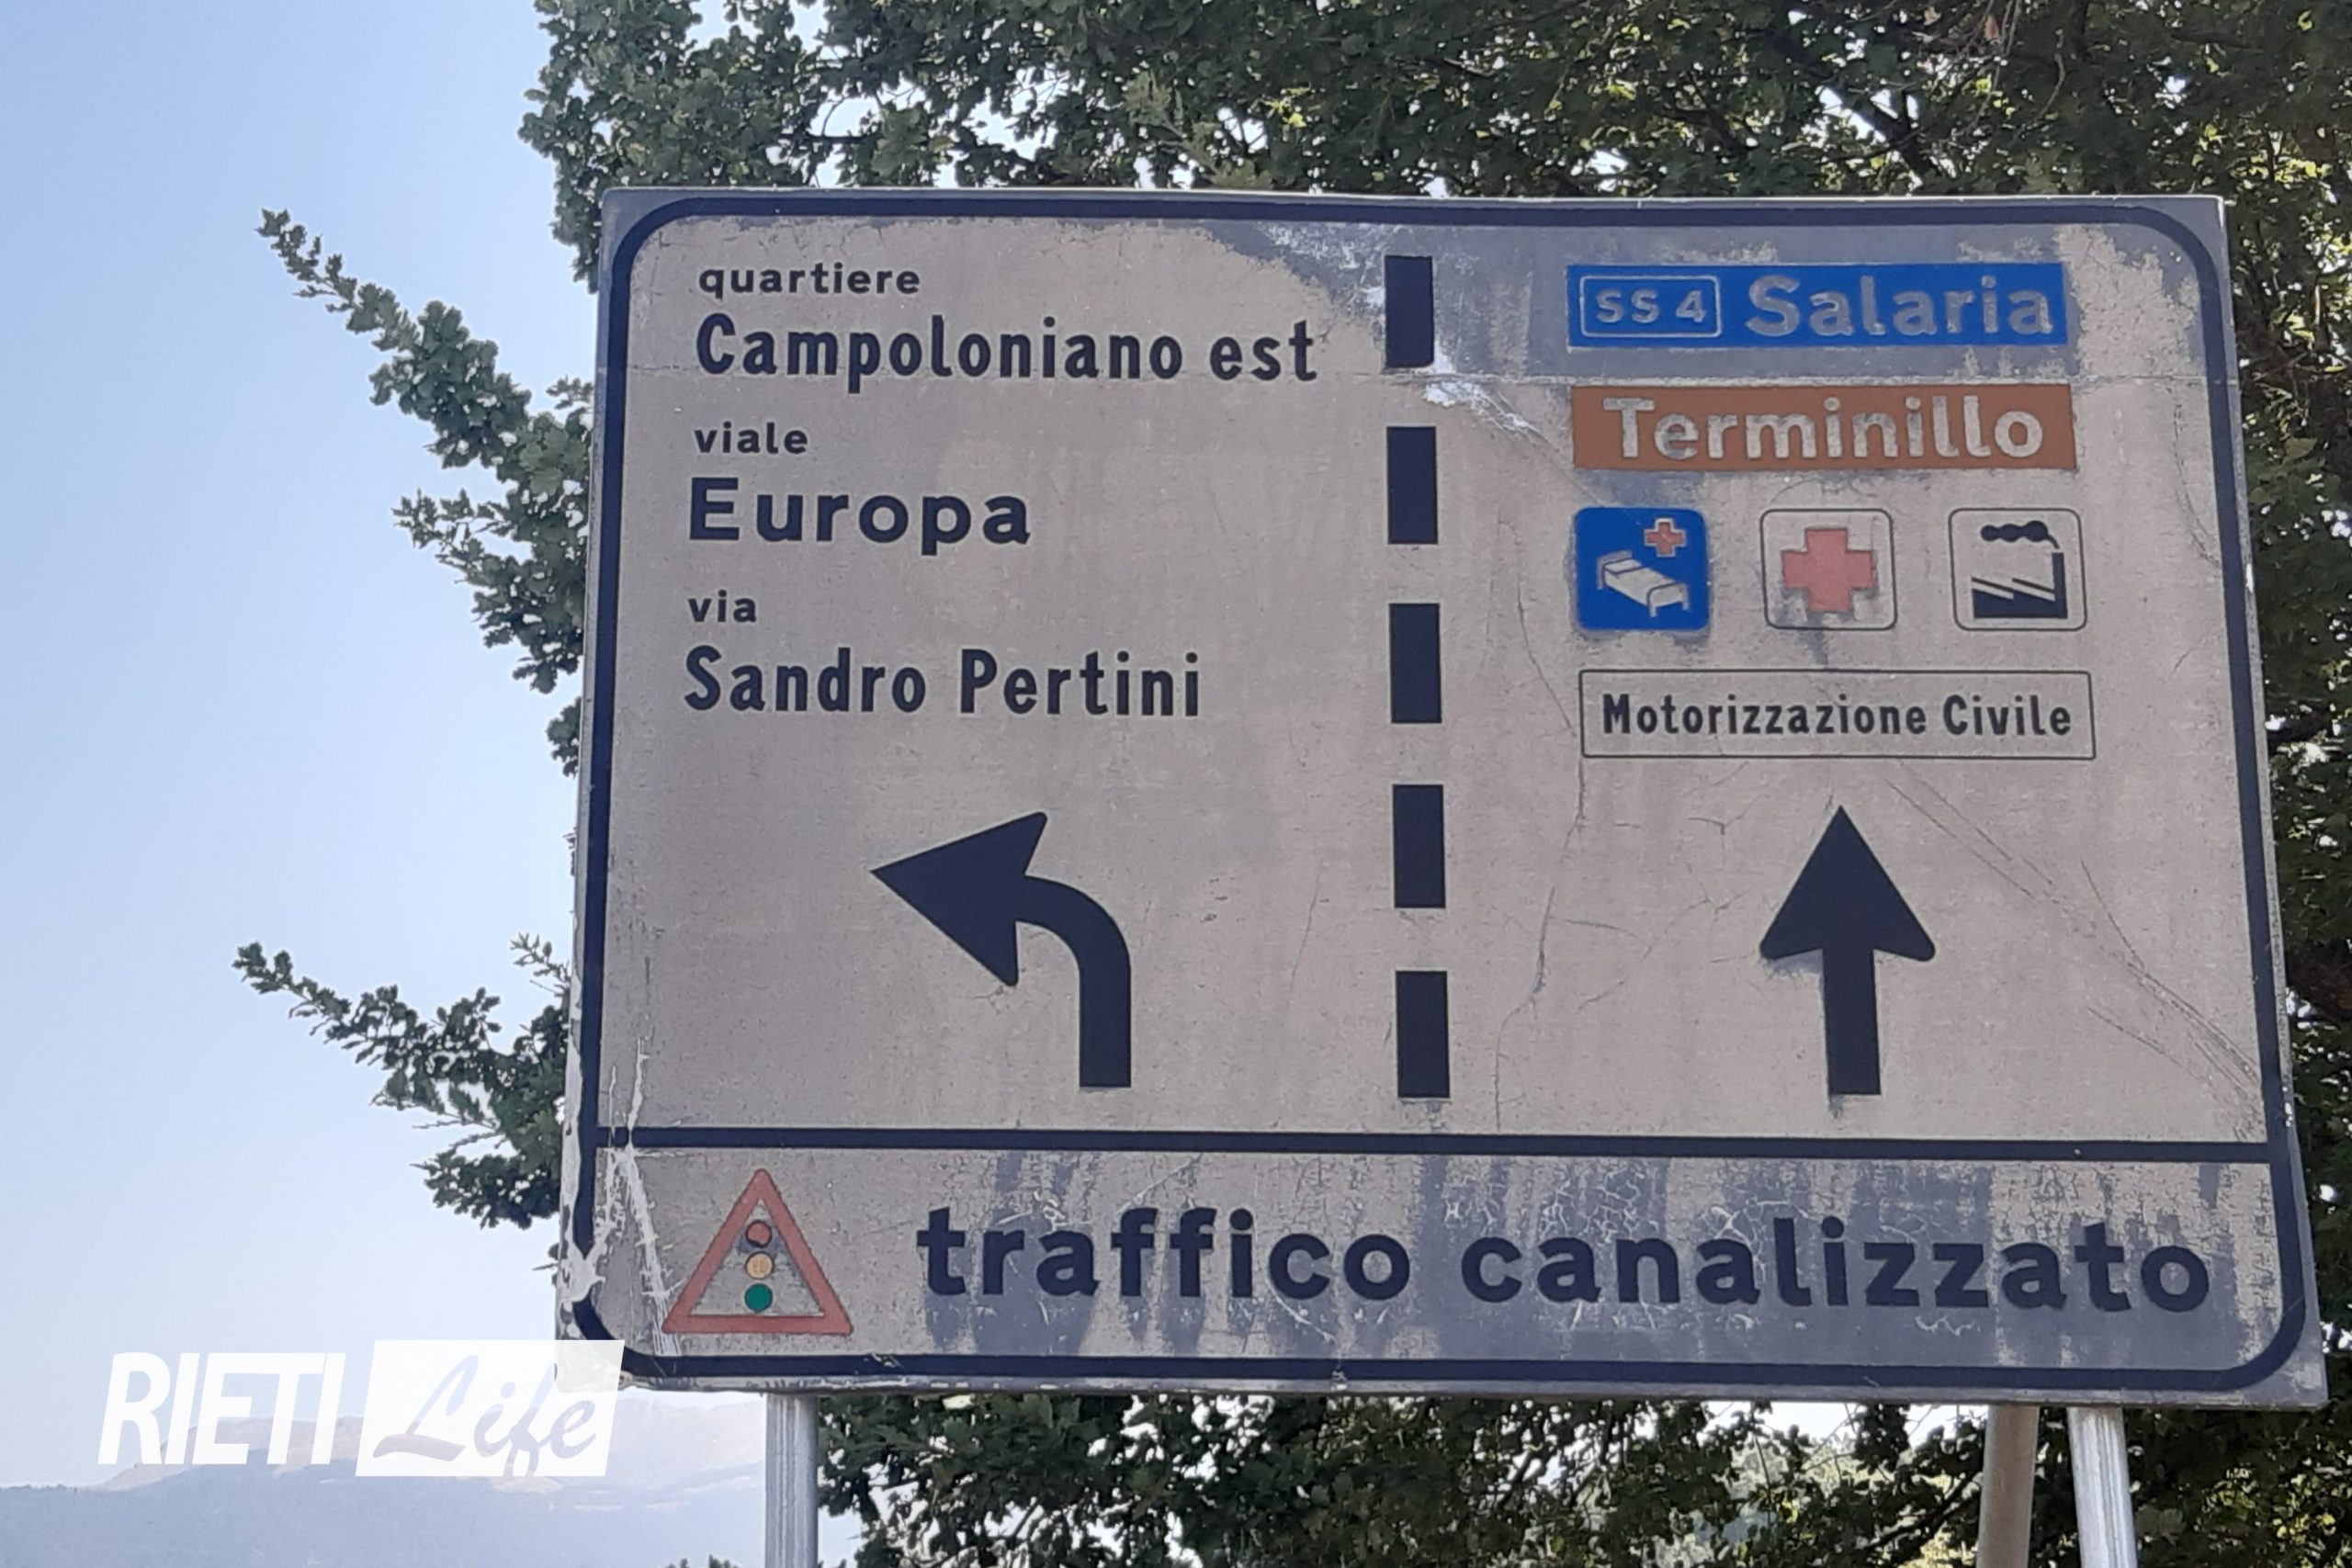 quartiere
Campoloniano est
viale
Europa
via
Sandro Pertini
SS 4 Salaria
Terminillo
Motorizzazione Civile
traffico canalizzato
RIETI Life